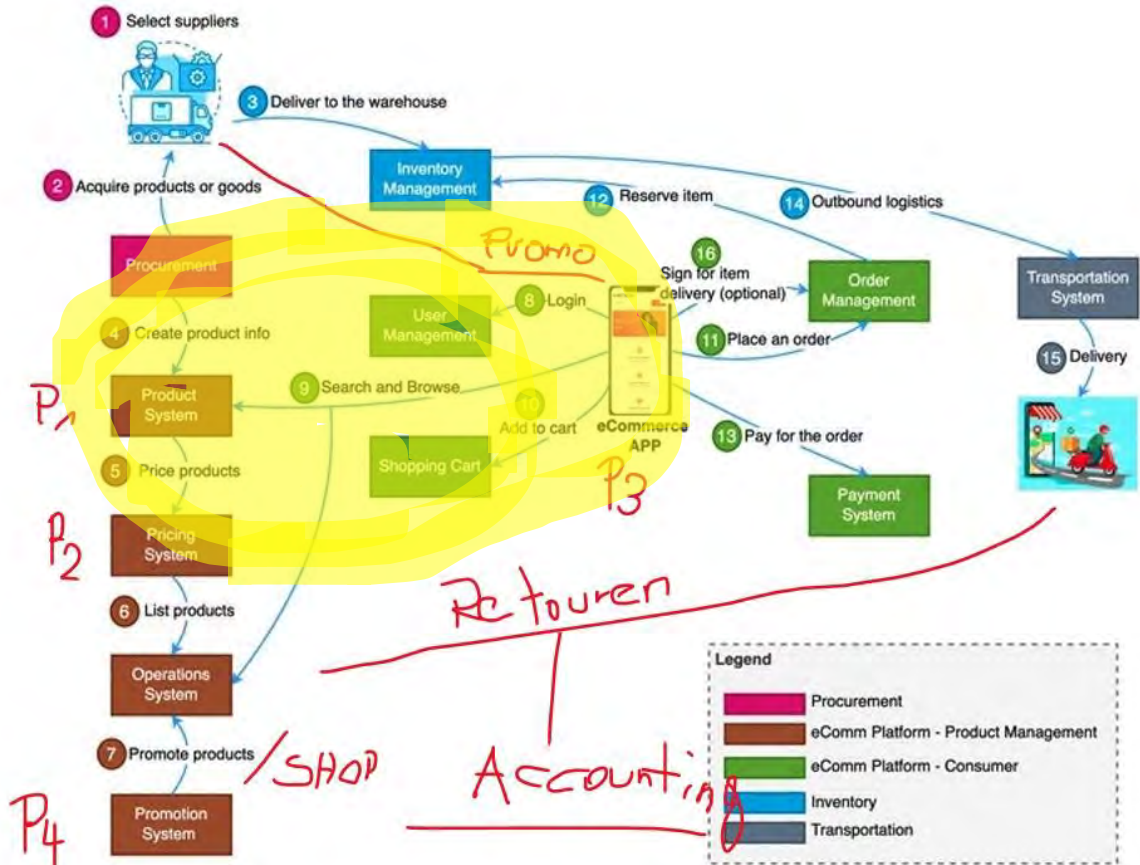 1 Select suppliers
3 Deliver to the warehouse
Inventory
Management
2 Acquire products or goods
12 Reserve item
14 Outbound logistics
Promo
Procurement
16
Sign for item
delivery (optional)
Order
Management
Transportation
System
User
Management
8 Login
4 Create product info
11 Place an order
15 Delivery
P1
Product
System
9 Search and Browse
10
Add to cart
eCommerce
APP
13 Pay for the order
5 Price products
Shopping Cart
P3
Payment
System
P2
Pricing
System
6 List products
Retouren
Operations
System
7 Promote products
/SHOP
Accounting
P4
Promotion
System
Legend
Procurement
eComm Platform - Product Management
eComm Platform - Consumer
Inventory
Transportation